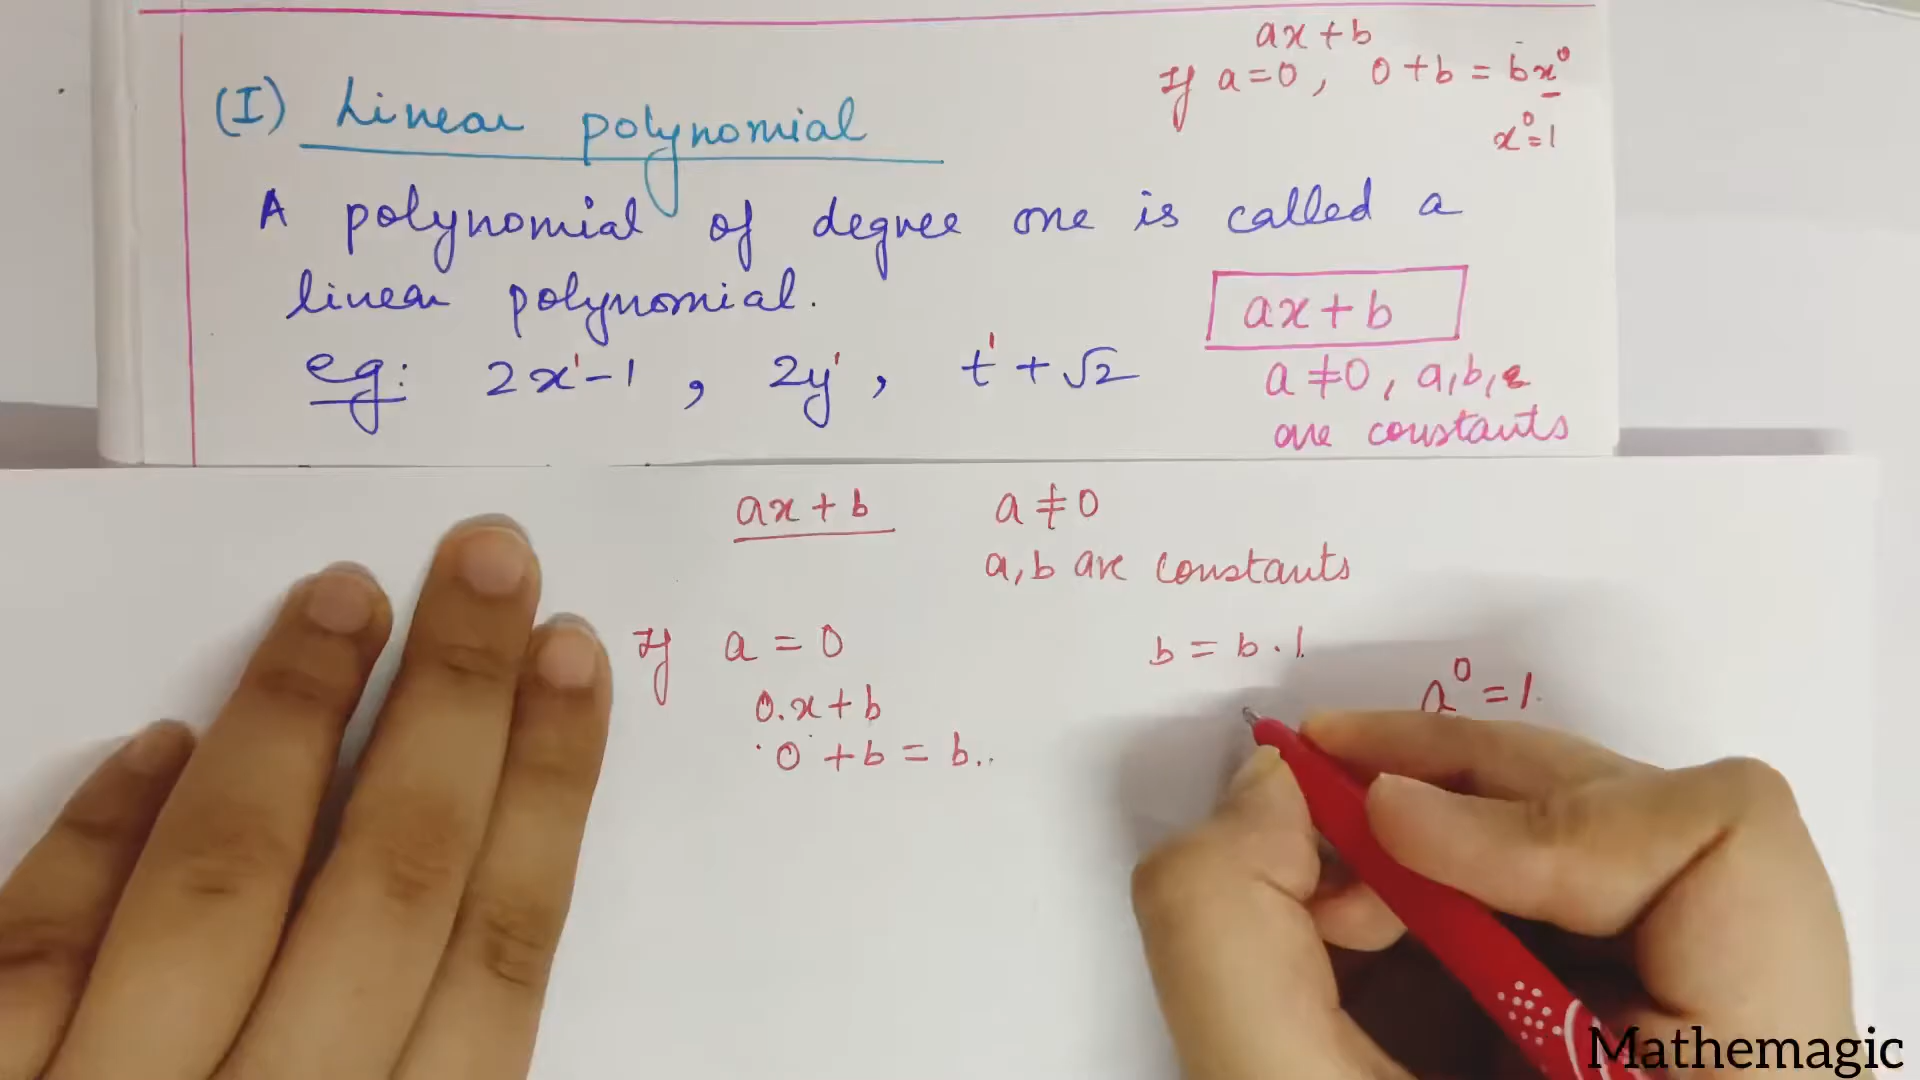 ax+b
If a=0, 0+b = bx⁰
x⁰=1
(I) Linear polynomial
A polynomial of degree one is called a
linear polynomial.
ax+b
eg: 2x¹-1, 2y¹, t¹+√2
a≠0, a,b,
are constants
ax+b a≠0
a,b are constants
If a=0 b = b.1
0.x+b a⁰=1.
0+b = b..
Mathemagic